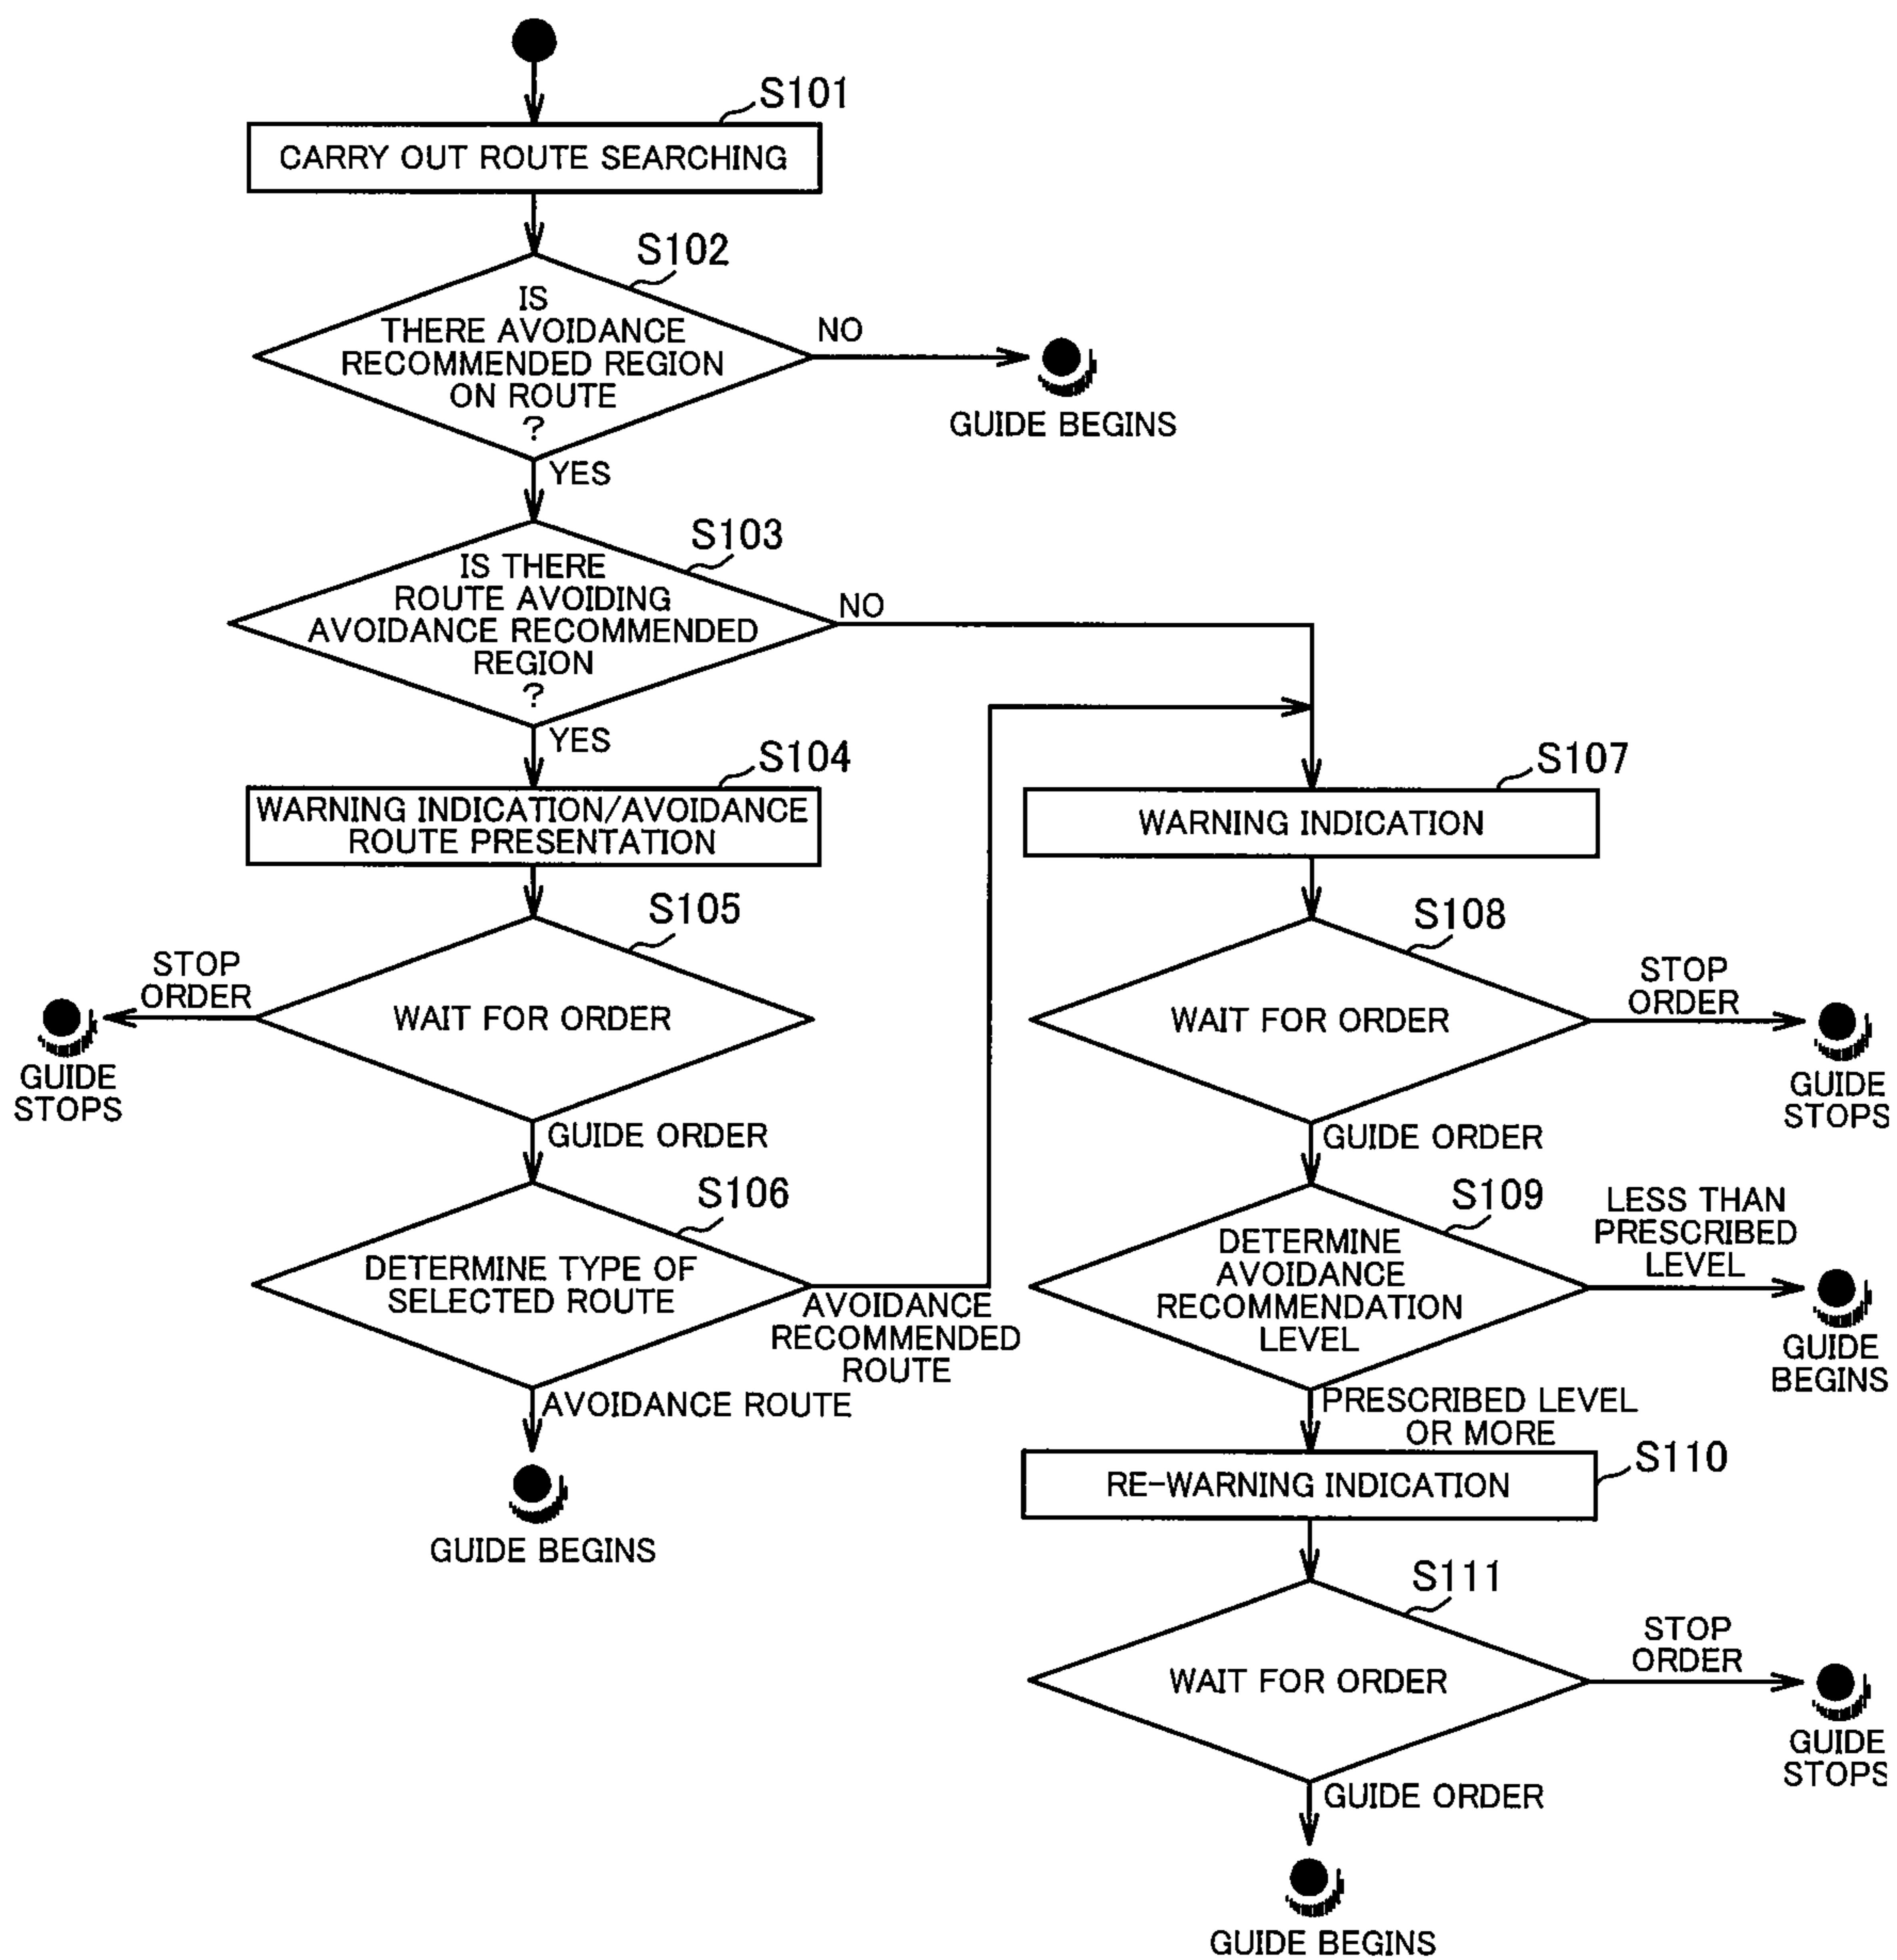 S101
CARRY OUT ROUTE SEARCHING
S102
IS
THERE AVOIDANCE
RECOMMENDED REGION
ON ROUTE
?
NO
GUIDE BEGINS
YES
S103
IS THERE
ROUTE AVOIDING
AVOIDANCE RECOMMENDED
REGION
?
NO
YES
S104
WARNING INDICATION/AVOIDANCE
ROUTE PRESENTATION
S105
WAIT FOR ORDER
STOP
ORDER
GUIDE
STOPS
GUIDE ORDER
S106
DETERMINE TYPE OF
SELECTED ROUTE
AVOIDANCE
RECOMMENDED
ROUTE
AVOIDANCE ROUTE
GUIDE BEGINS
S107
WARNING INDICATION
S108
WAIT FOR ORDER
STOP
ORDER
GUIDE
STOPS
GUIDE ORDER
S109
DETERMINE
AVOIDANCE
RECOMMENDATION
LEVEL
LESS THAN
PRESCRIBED
LEVEL
GUIDE
BEGINS
PRESCRIBED LEVEL
OR MORE
S110
RE-WARNING INDICATION
S111
WAIT FOR ORDER
STOP
ORDER
GUIDE
STOPS
GUIDE ORDER
GUIDE BEGINS